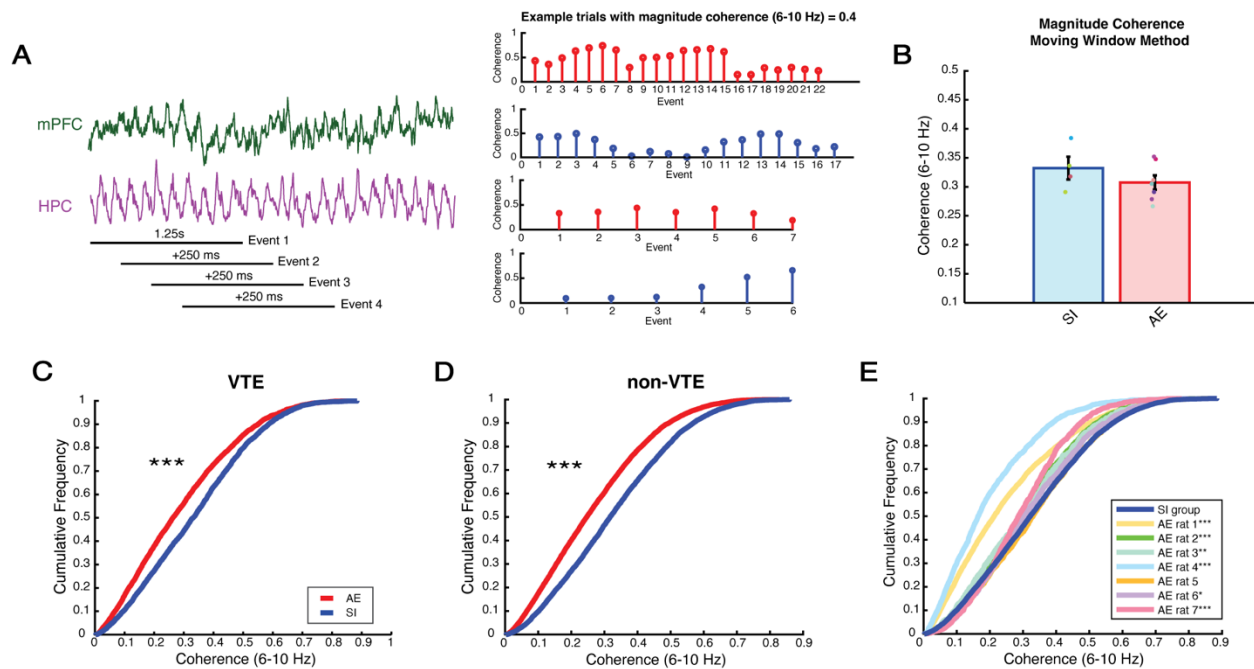 A
mPFC
HPC
1.25s
Event 1
+250 ms
Event 2
+250 ms
Event 3
+250 ms
Event 4
Example trials with magnitude coherence (6-10 Hz) = 0.4
Coherence
1
0.5
0
0 1 2 3 4 5 6 7 8 9 10 11 12 13 14 15 16 17 18 19 20 21 22
Event
Coherence
1
0.5
0
0 1 2 3 4 5 6 7 8 9 10 11 12 13 14 15 16 17
Event
Coherence
1
0.5
0
0 1 2 3 4 5 6 7
Event
Coherence
1
0.5
0
1 2 3 4 5 6
Event
B
Magnitude Coherence
Moving Window Method
Coherence (6-10 Hz)
0.5
0.45
0.4
0.35
0.3
0.25
0.2
0.15
0.1
SI AE
C
VTE
Cumulative Frequency
1
0.9
0.8
0.7
0.6
0.5
0.4
0.3
0.2
0.1
0
***
AE
SI
0 0.1 0.2 0.3 0.4 0.5 0.6 0.7 0.8 0.9 1
Coherence (6-10 Hz)
D
non-VTE
Cumulative Frequency
1
0.9
0.8
0.7
0.6
0.5
0.4
0.3
0.2
0.1
0
***
0 0.1 0.2 0.3 0.4 0.5 0.6 0.7 0.8 0.9
Coherence (6-10 Hz)
E
Cumulative Frequency
1
0.9
0.8
0.7
0.6
0.5
0.4
0.3
0.2
0.1
0
SI group
AE rat 1***
AE rat 2***
AE rat 3**
AE rat 4***
AE rat 5
AE rat 6*
AE rat 7***
0 0.1 0.2 0.3 0.4 0.5 0.6 0.7 0.8 0.9
Coherence (6-10 Hz)